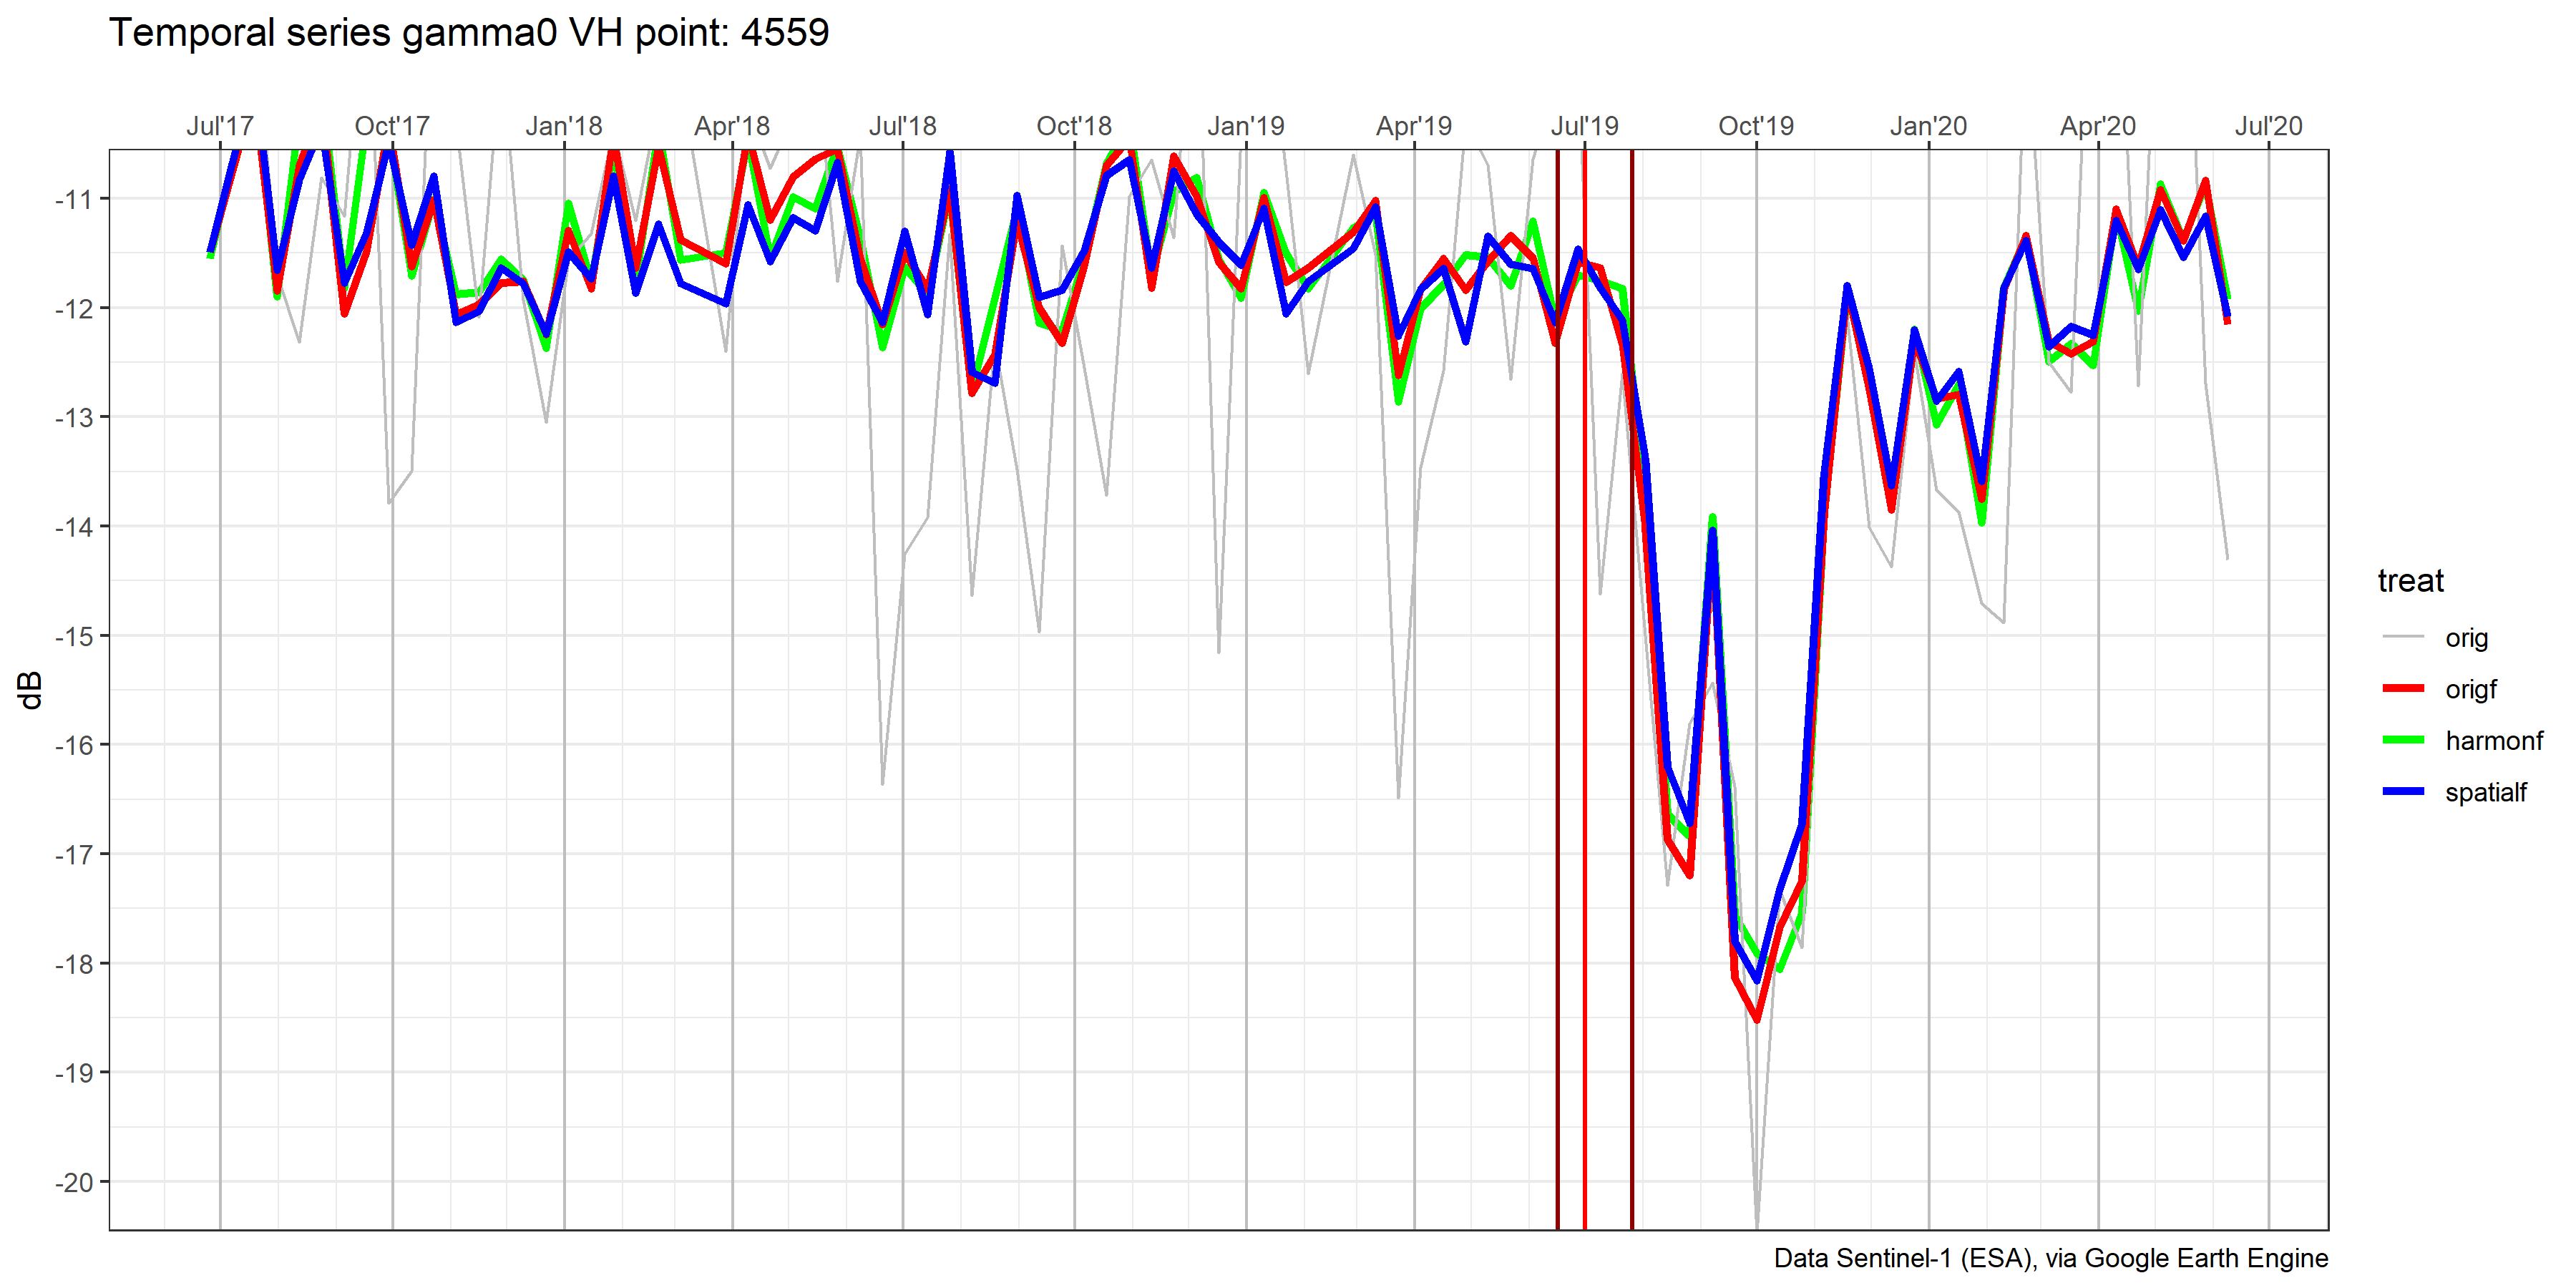 Temporal series gamma0 VH point: 4559
Jul'17 Oct'17 Jan'18 Apr'18 Jul'18 Oct'18 Jan'19 Apr'19 Jul'19 Oct'19 Jan'20 Apr'20 Jul'20
-11
-12
-13
-14
-15
-16
-17
-18
-19
-20
dB
treat
orig
origf
harmonf
spatialf
Data Sentinel-1 (ESA), via Google Earth Engine